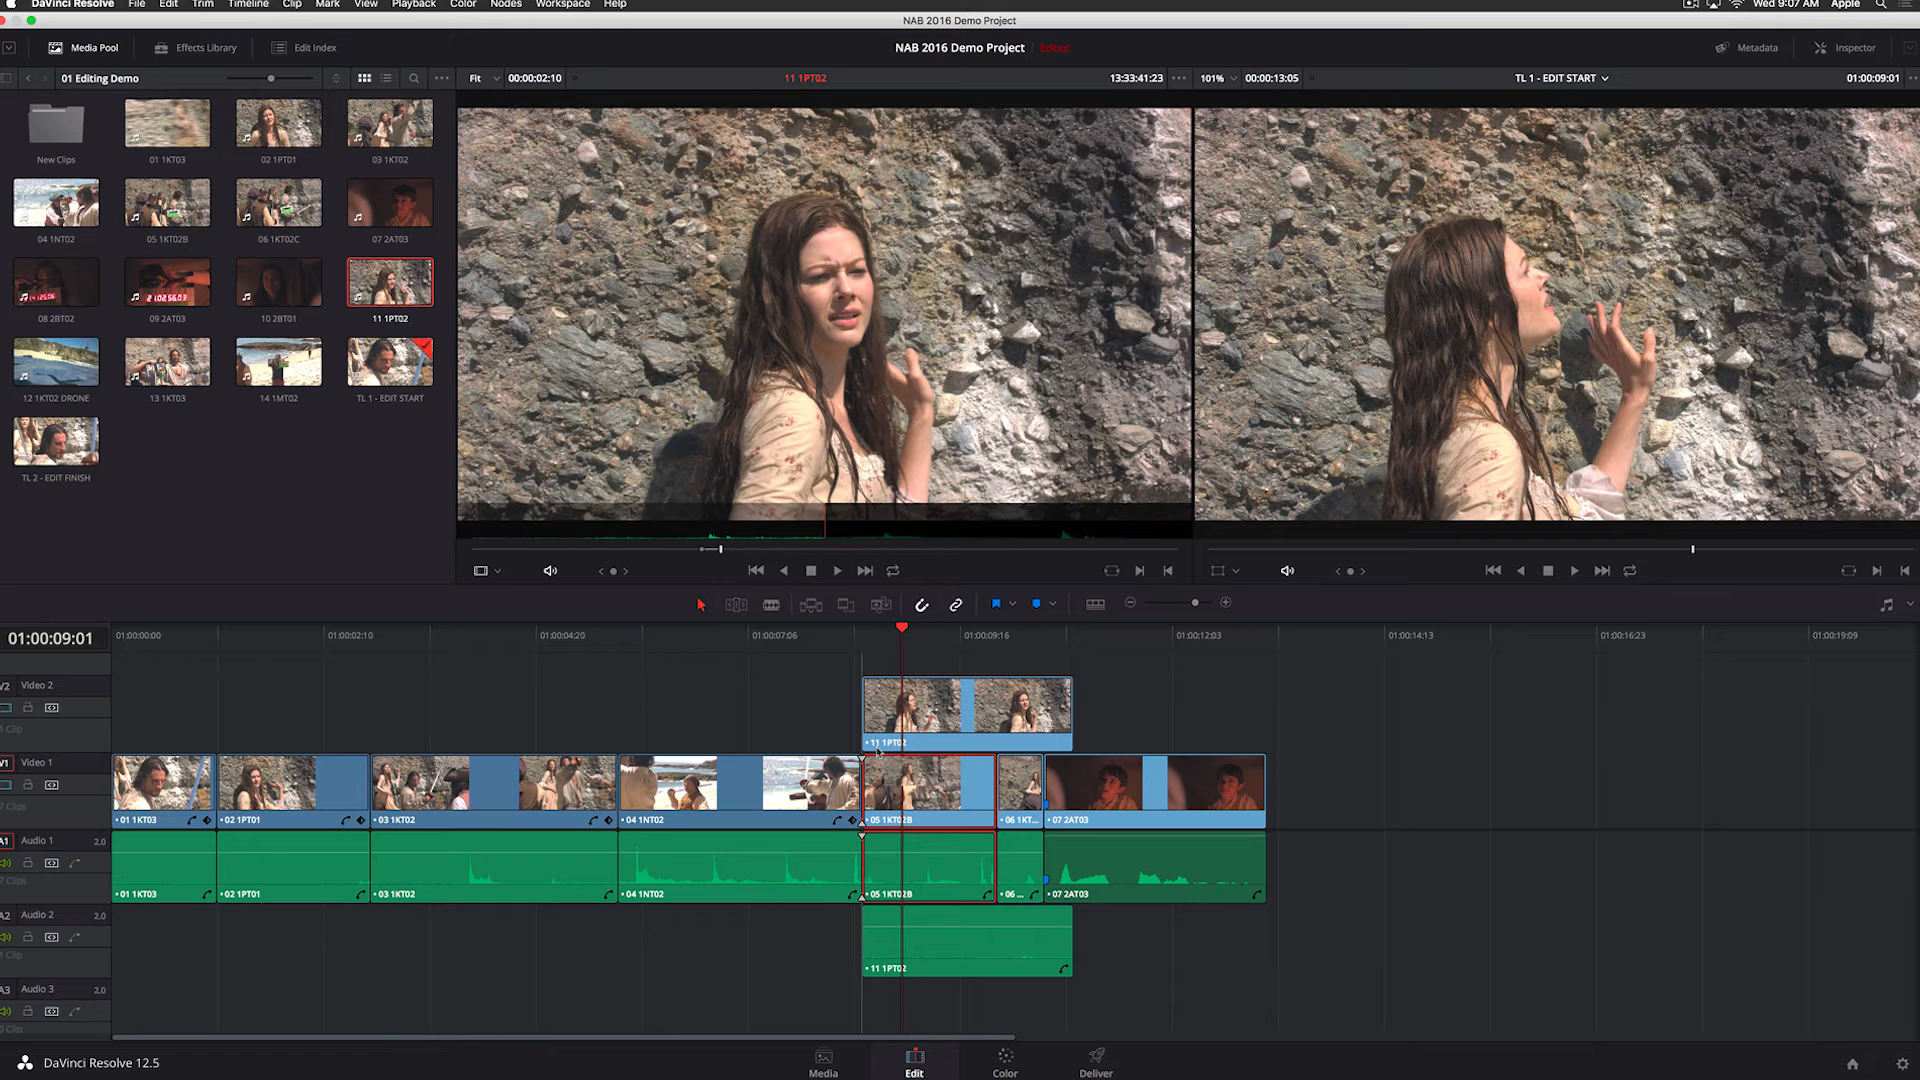 DaVinci Resolve File Edit Trim Timeline Clip Mark View Playback Color Nodes Workspace Help Wed 9:07 AM Apple
NAB 2016 Demo Project
Media Pool Effects Library Edit Index NAB 2016 Demo Project Edited Metadata Inspector
01 Editing Demo Fit 00:00:02:10 11 1PT02 13:33:41:23 101% 00:00:13:05 TL 1 - EDIT START 01:00:09:01
New Clips 01 1KT03 02 1PT01 03 1KT02
04 1NT02 05 1KT02B 06 1KT02C 07 2AT03
08 2BT02 09 2AT03 10 2BT01 11 1PT02
12 1KT02 DRONE 13 1KT03 14 1MT02 TL 1 - EDIT START
TL 2 - EDIT FINISH
01:00:09:01 01:00:00:00 01:00:02:10 01:00:04:20 01:00:07:06 01:00:09:16 01:00:12:03 01:00:14:13 01:00:16:23 01:00:19:09
V2 Video 2
1 Clip
11 1PT02
V1 Video 1
7 Clips
01 1KT03 02 1PT01 03 1KT02 04 1NT02 05 1KT02B 06 1KT... 07 2AT03
A1 Audio 1 2.0
7 Clips
01 1KT03 02 1PT01 03 1KT02 04 1NT02 05 1KT02B 06 ... 07 2AT03
A2 Audio 2 2.0
1 Clip
11 1PT02
A3 Audio 3 2.0
0 Clip
DaVinci Resolve 12.5 Media Edit Color Deliver